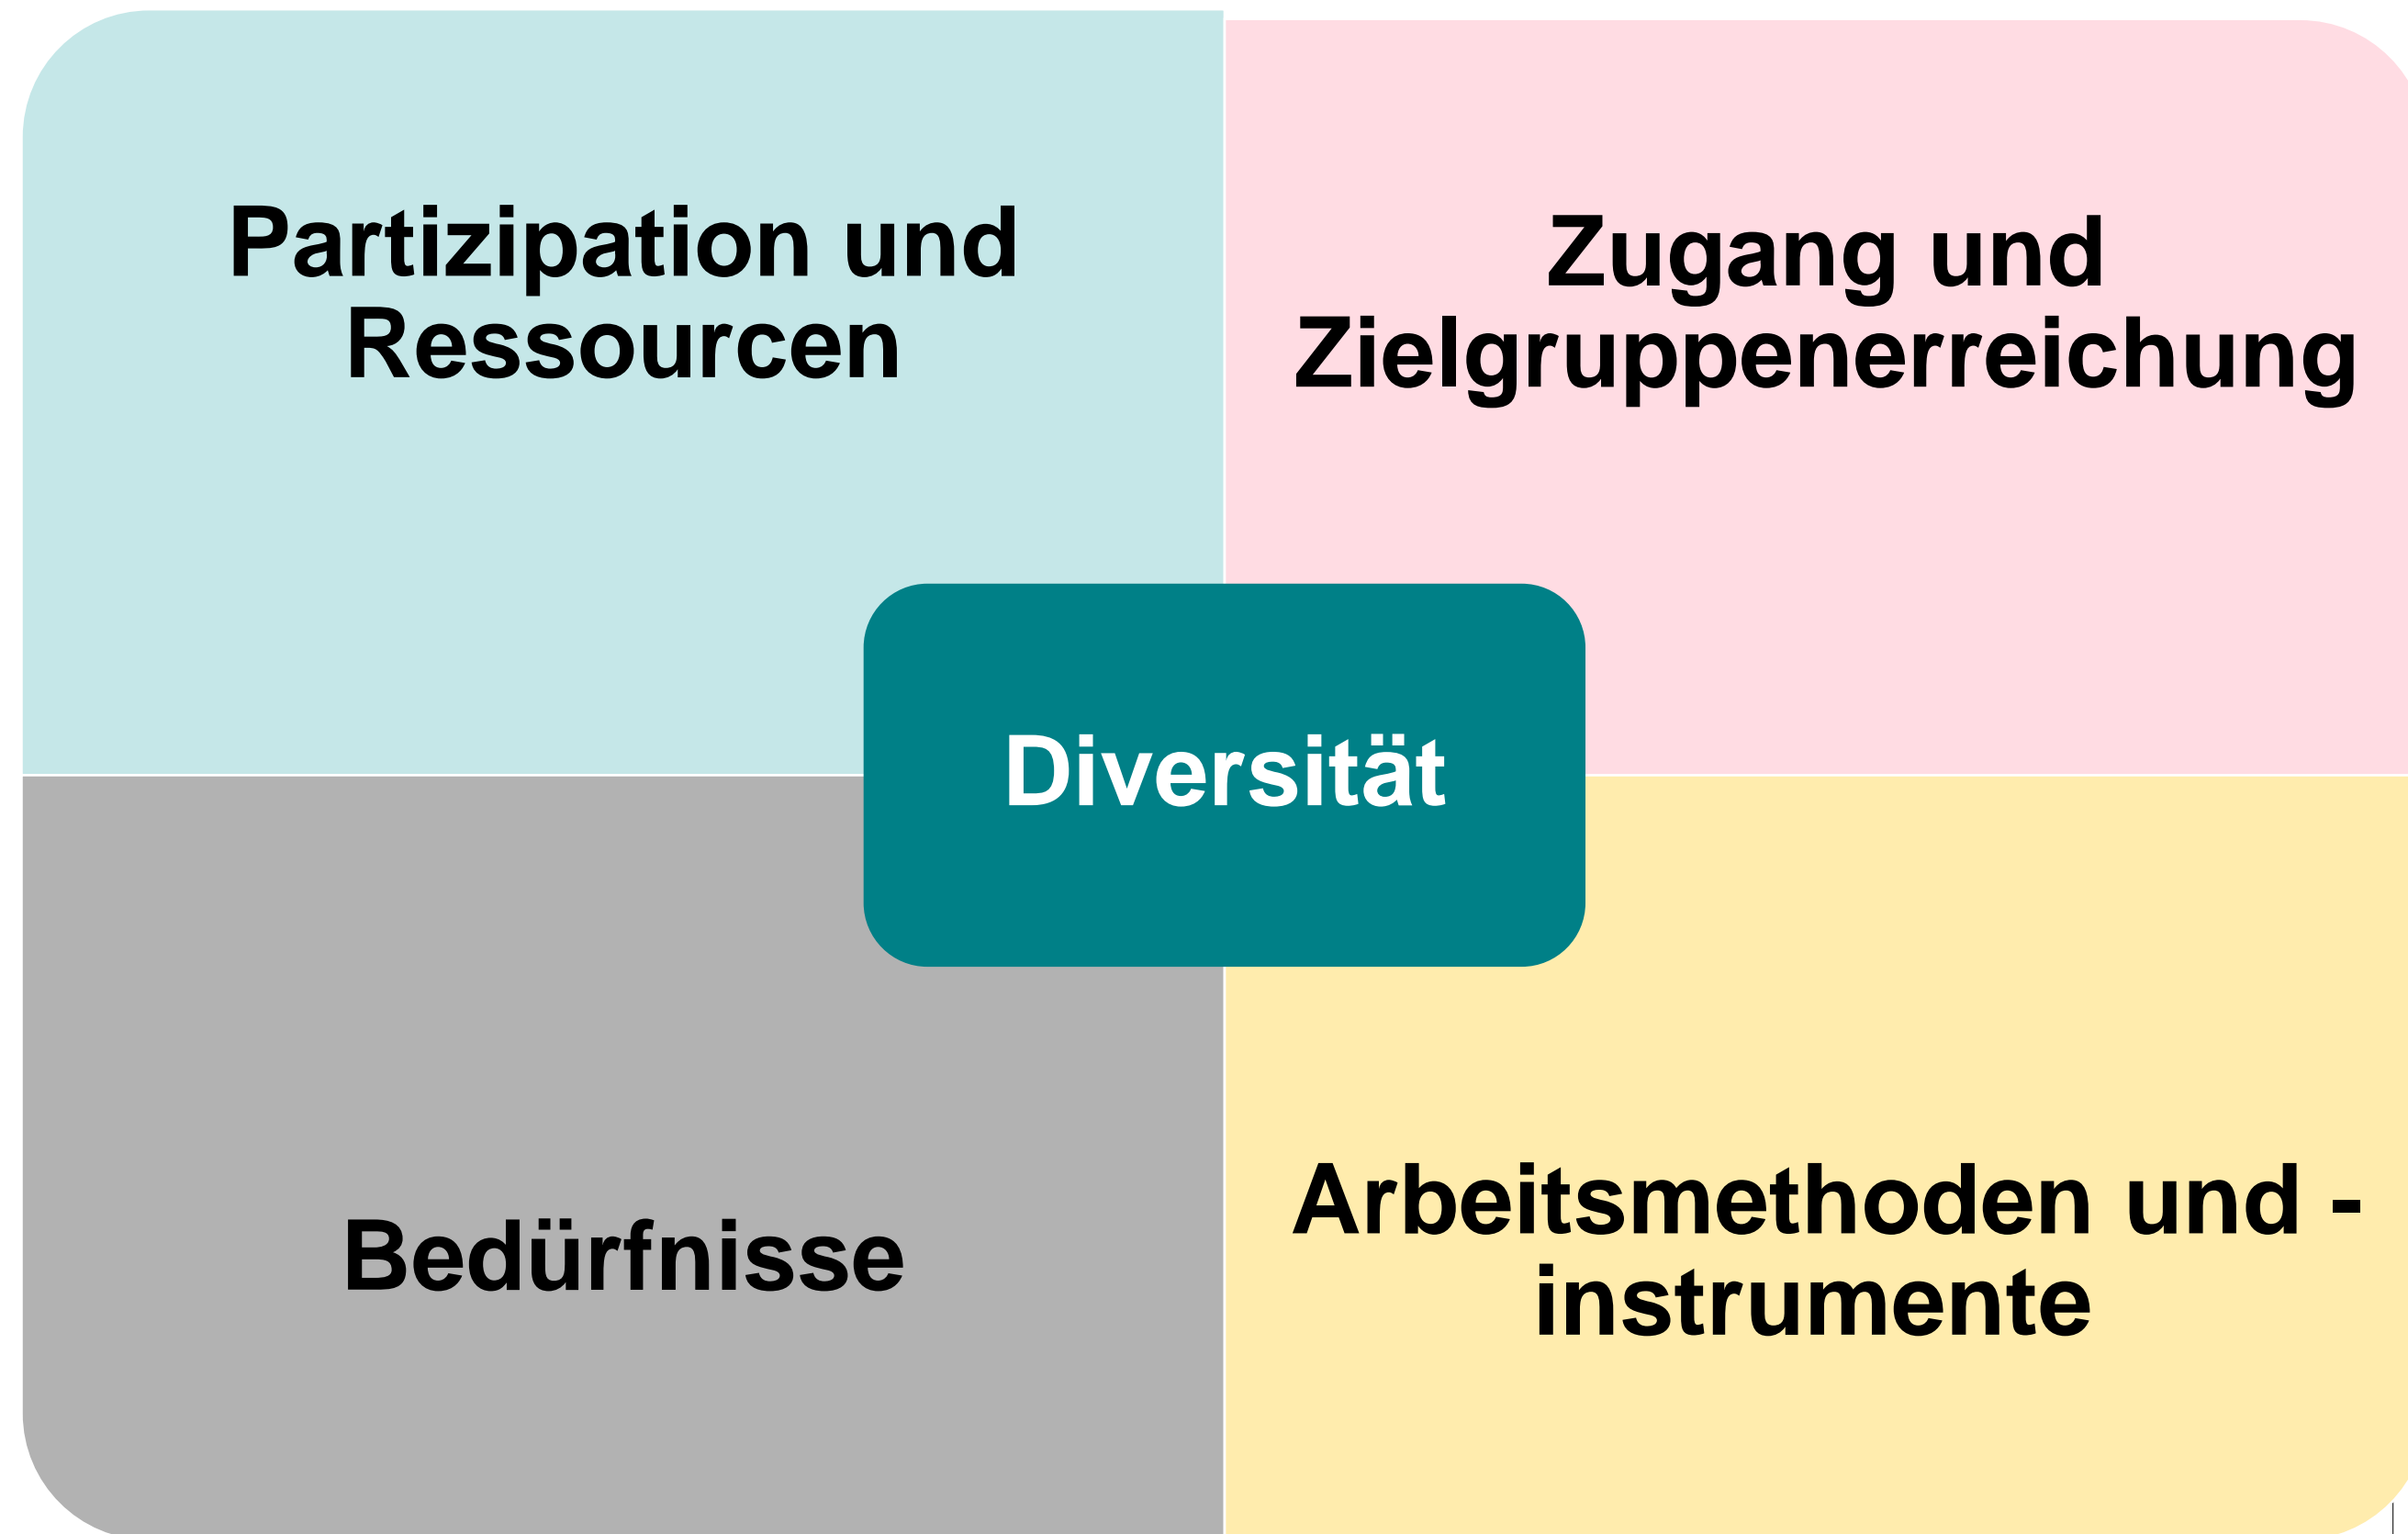 Partizipation und
Ressourcen
Zugang und
Zielgruppenerreichung
Diversität
Bedürfnisse
Arbeitsmethoden und -
instrumente